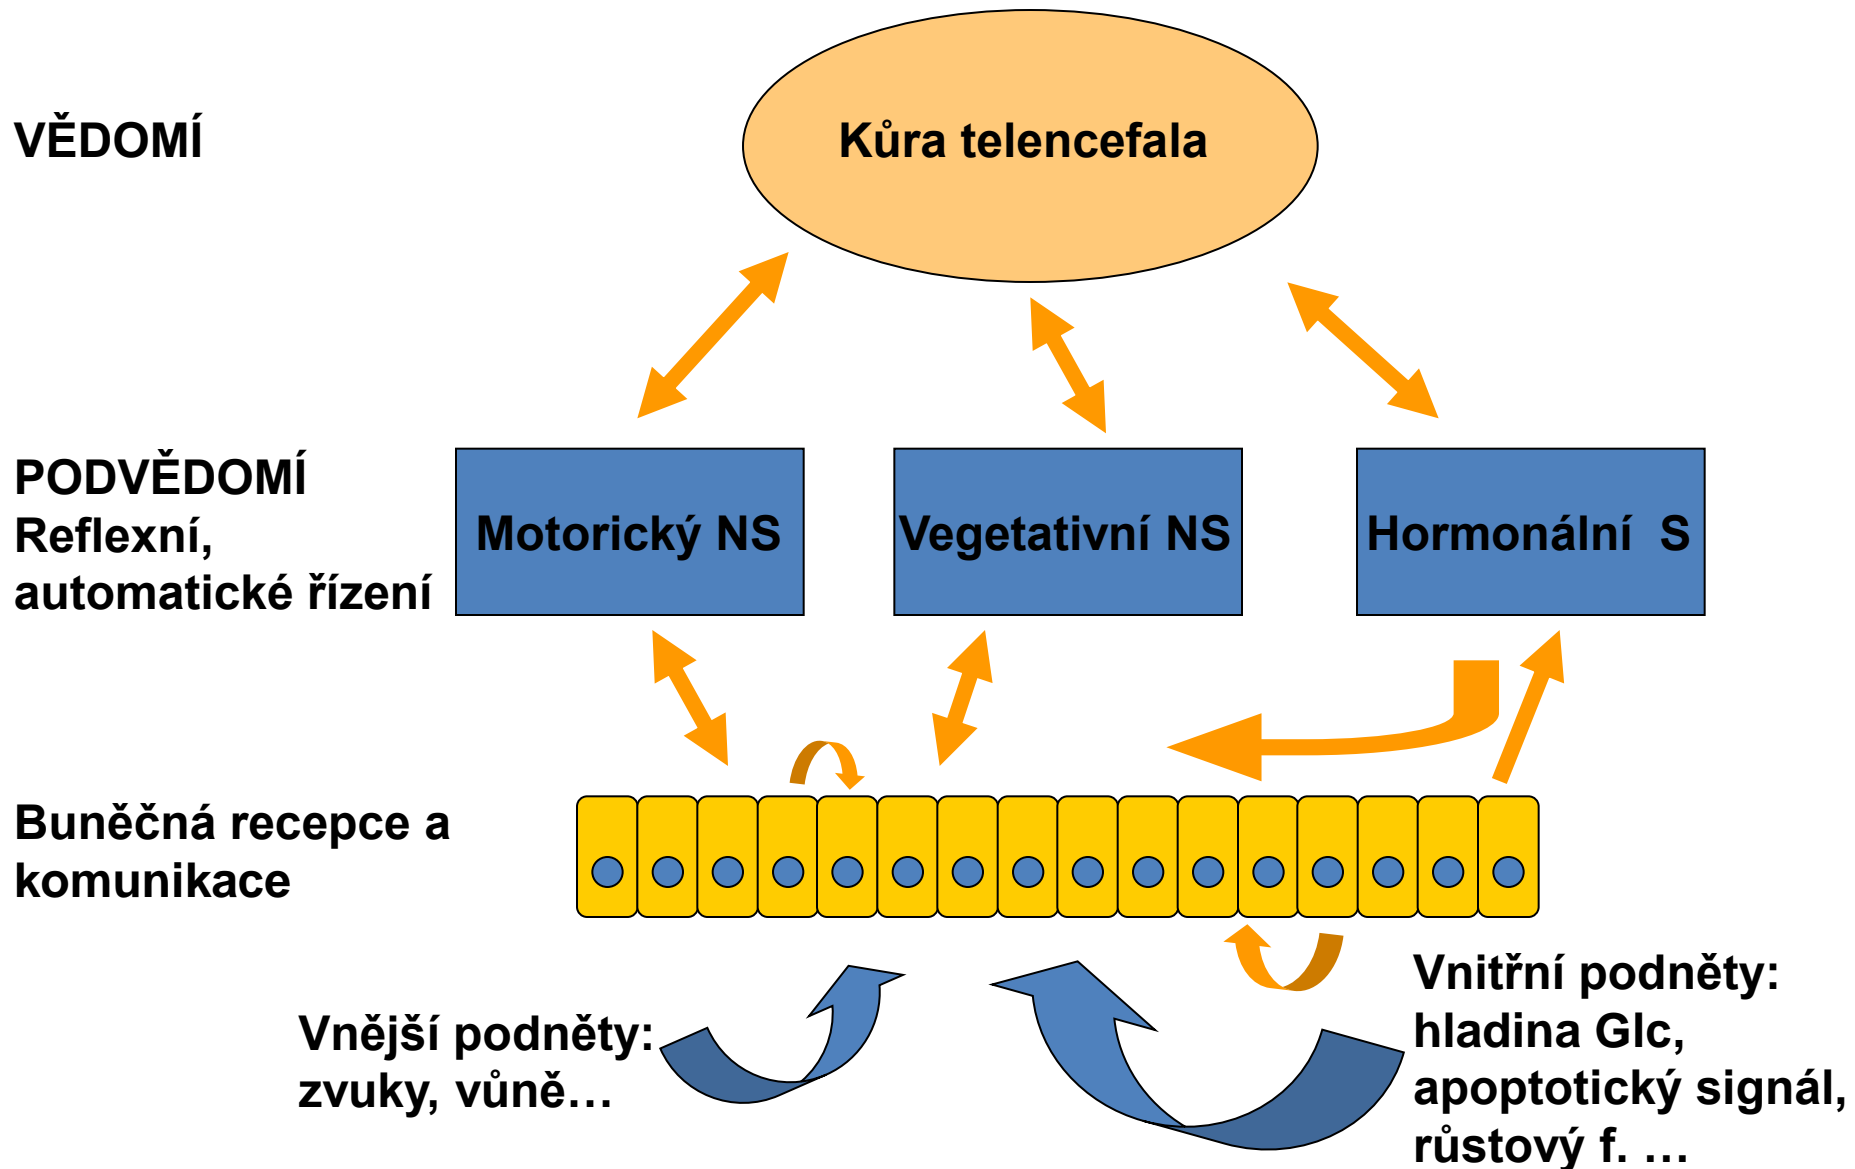 VĚDOMÍ
Kůra telencefala
PODVĚDOMÍ
Reflexní,
automatické řízení
Motorický NS
Vegetativní NS
Hormonální  S
Buněčná recepce a
komunikace
Vnější podněty:
zvuky, vůně…
Vnitřní podněty:
hladina Glc,
apoptotický signál,
růstový f. …